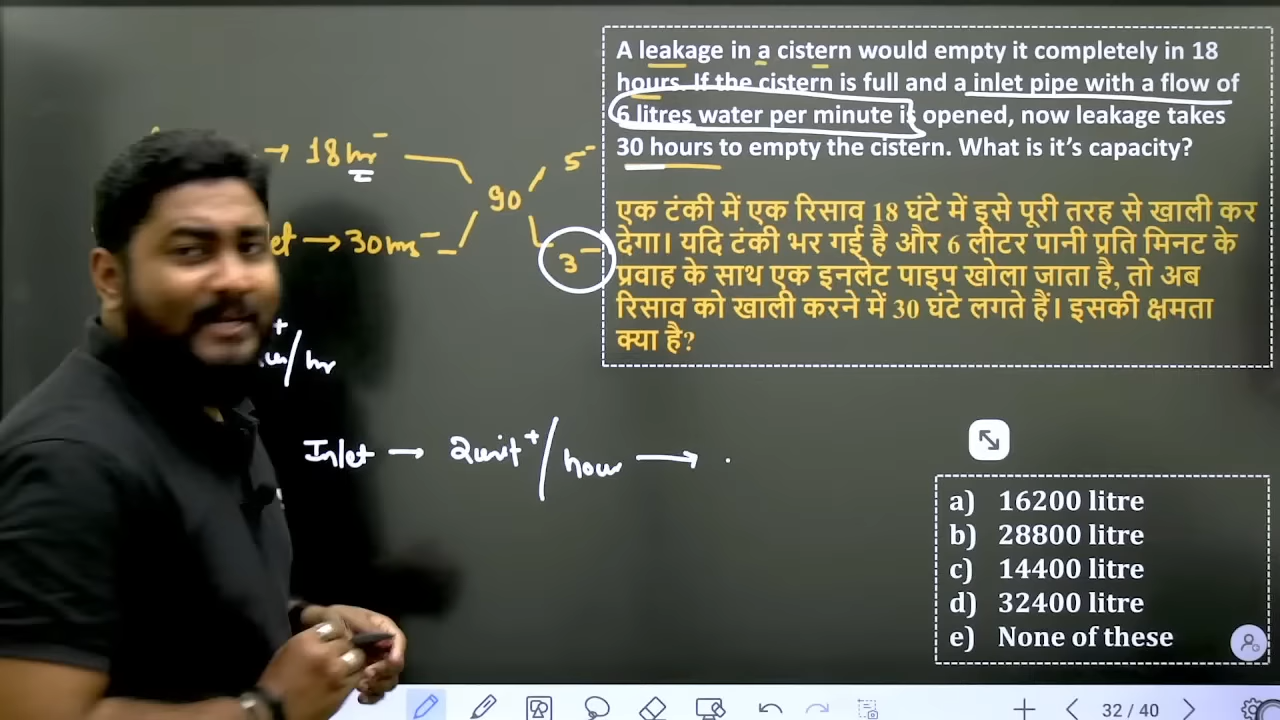 A leakage in a cistern would empty it completely in 18
hours. If the cistern is full and a inlet pipe with a flow of
6 litres water per minute is opened, now leakage takes
30 hours to empty the cistern. What is it's capacity?
एक टंकी में एक रिसाव 18 घंटे में इसे पूरी तरह से खाली कर
देगा। यदि टंकी भर गई है और 6 लीटर पानी प्रति मिनट के
प्रवाह के साथ एक इनलेट पाइप खोला जाता है, तो अब
रिसाव को खाली करने में 30 घंटे लगते हैं। इसकी क्षमता
क्या है?
→ 18 hr⁻
90
5⁻
→ 30 hrs⁻
3⁻
/ hr
Inlet → 2 unit⁺/hour →
a) 16200 litre
b) 28800 litre
c) 14400 litre
d) 32400 litre
e) None of these
32 / 40